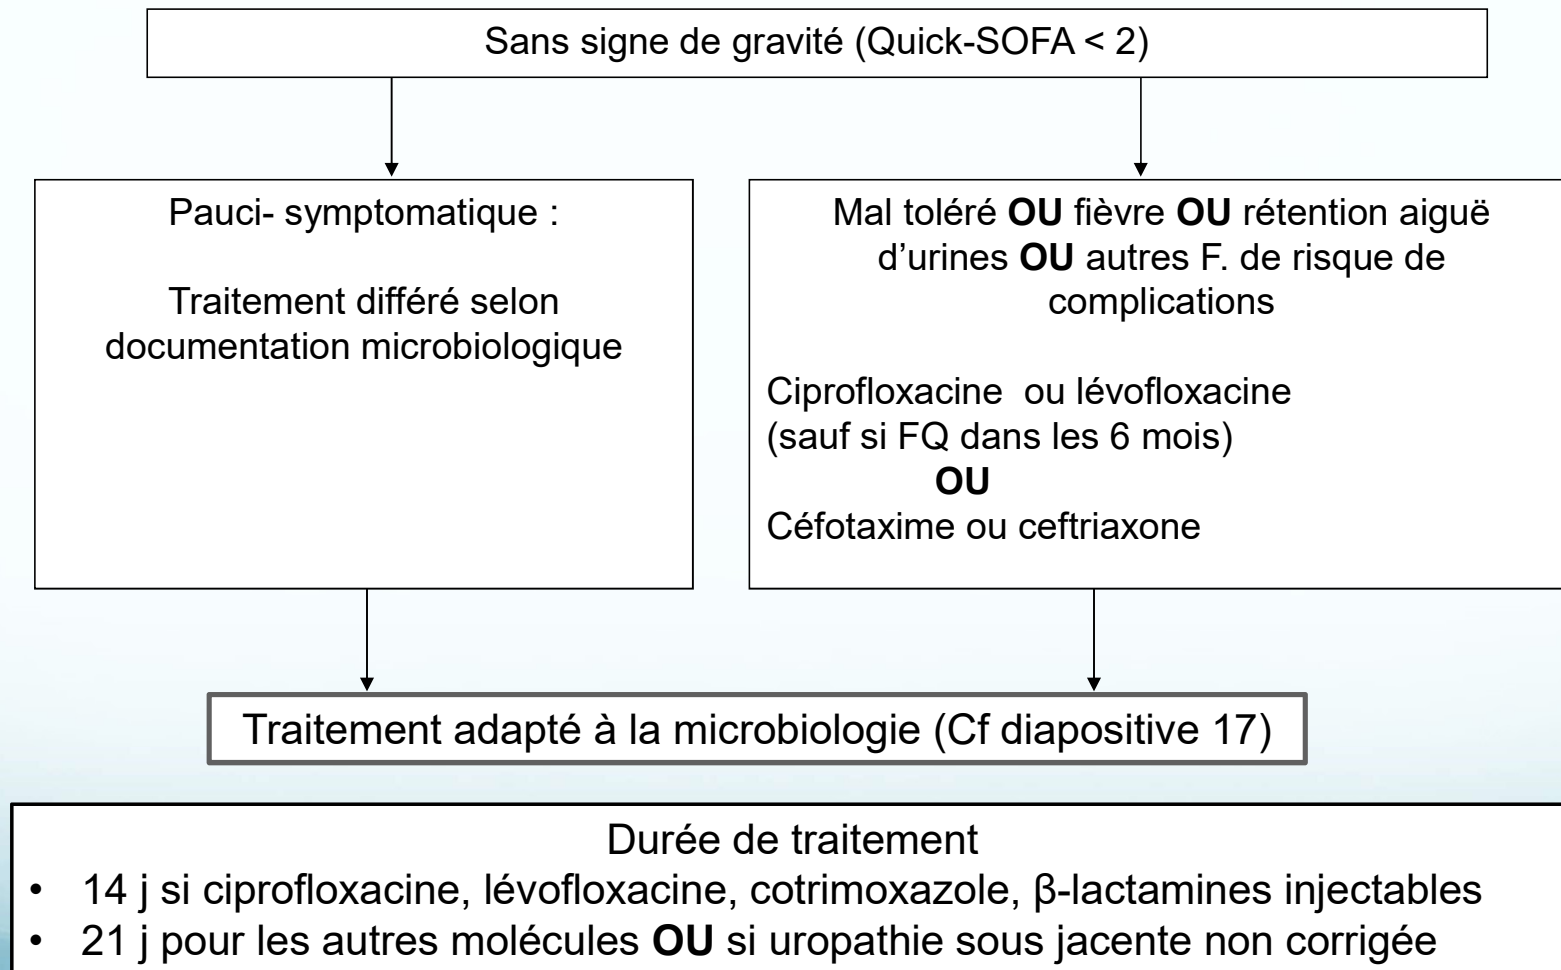 Sans signe de gravité (Quick-SOFA < 2)
Pauci- symptomatique :
Traitement différé selon
documentation microbiologique
Mal toléré OU fièvre OU rétention aiguë
d’urines OU autres F. de risque de
complications
Ciprofloxacine ou lévofloxacine
(sauf si FQ dans les 6 mois)
OU
Céfotaxime ou ceftriaxone
Traitement adapté à la microbiologie (Cf diapositive 17)
Durée de traitement
• 14 j si ciprofloxacine, lévofloxacine, cotrimoxazole, β-lactamines injectables
• 21 j pour les autres molécules OU si uropathie sous jacente non corrigée